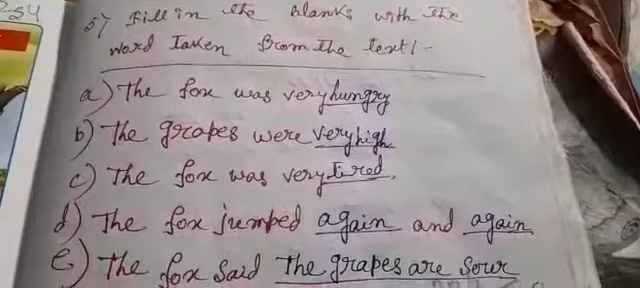 5) Fill in the blanks with the
word Taken from the text:-
a) The fox was very hungry
b) The grapes were very high
c) The fox was very tired.
d) The fox jumped again and again
e) The fox said The grapes are sour